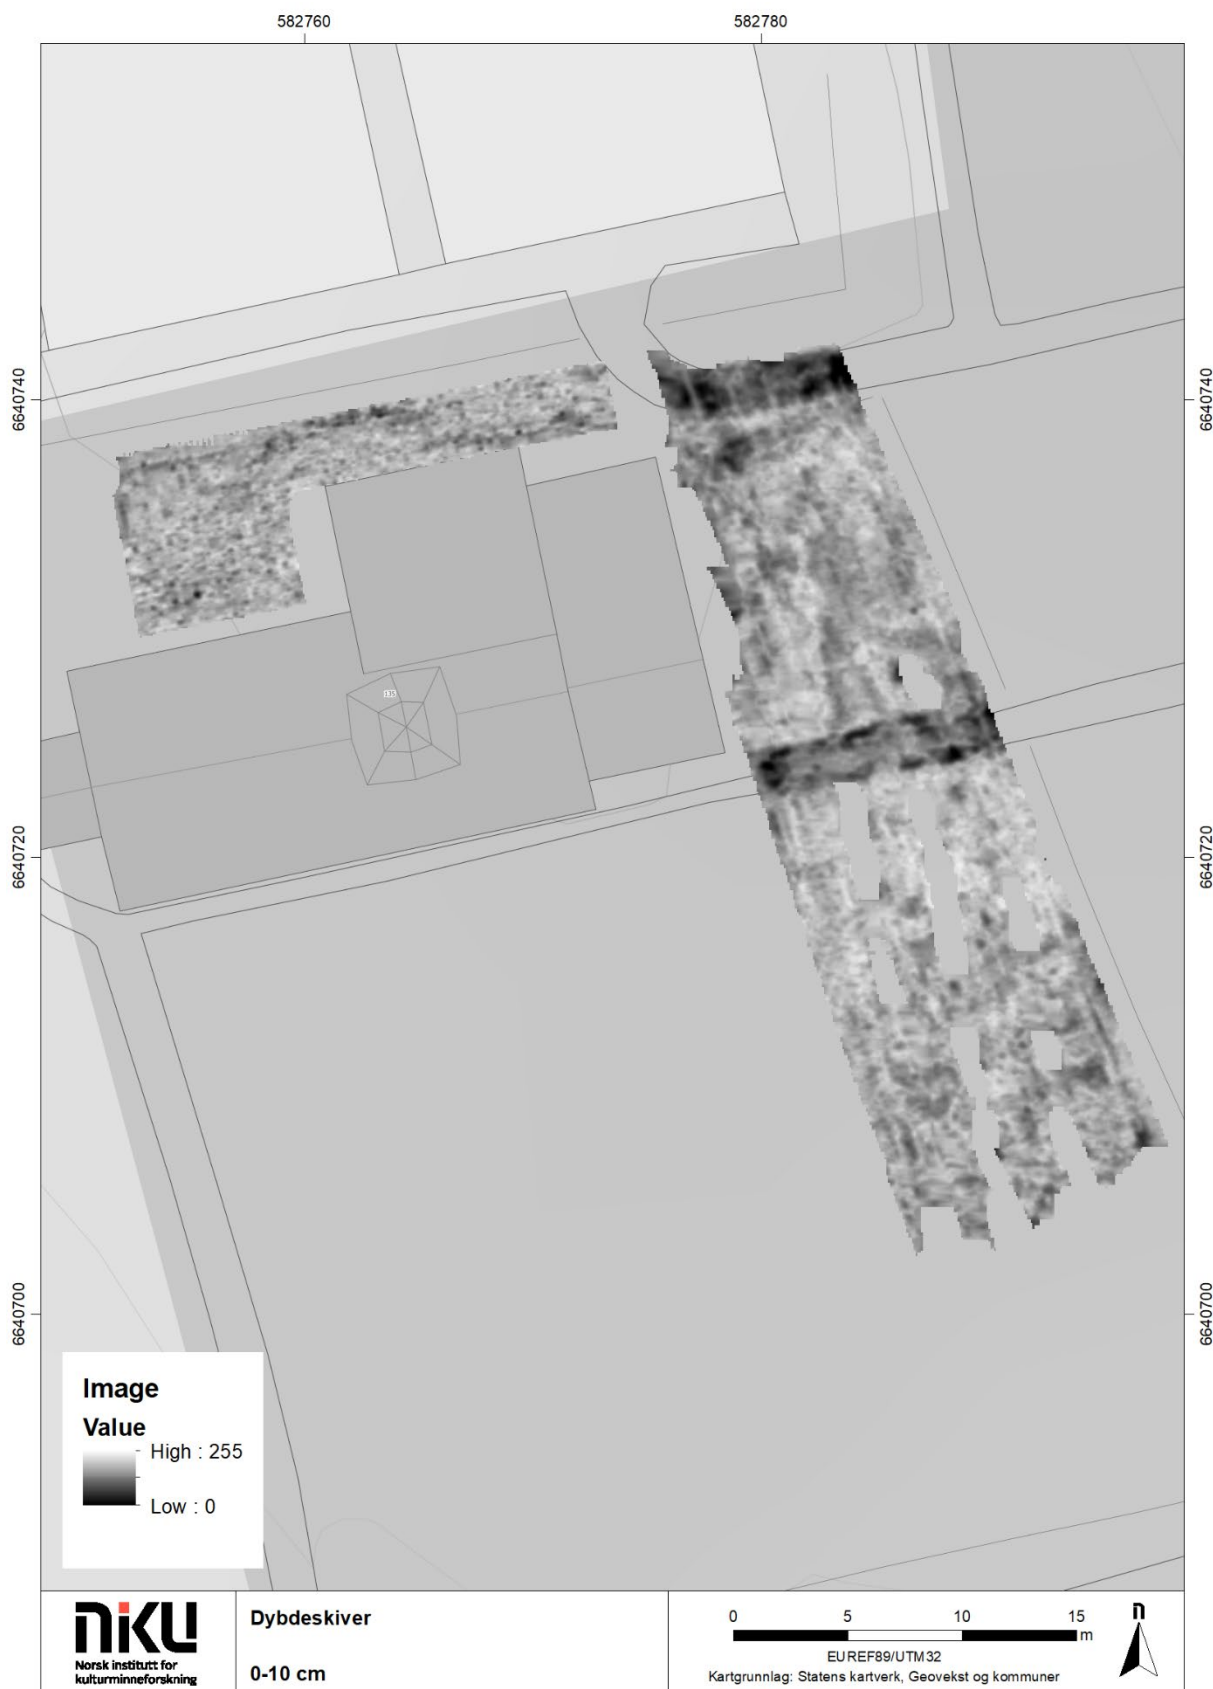 582760
582780
6640740
6640740
135
6640720
6640720
6640700
6640700
Image
Value
High : 255
Low : 0
NIKU
Norsk institutt for
kulturminneforskning
Dybdeskiver
0-10 cm
0 5 10 15
m
EUREF89/UTM32
Kartgrunnlag: Statens kartverk, Geovekst og kommuner
n